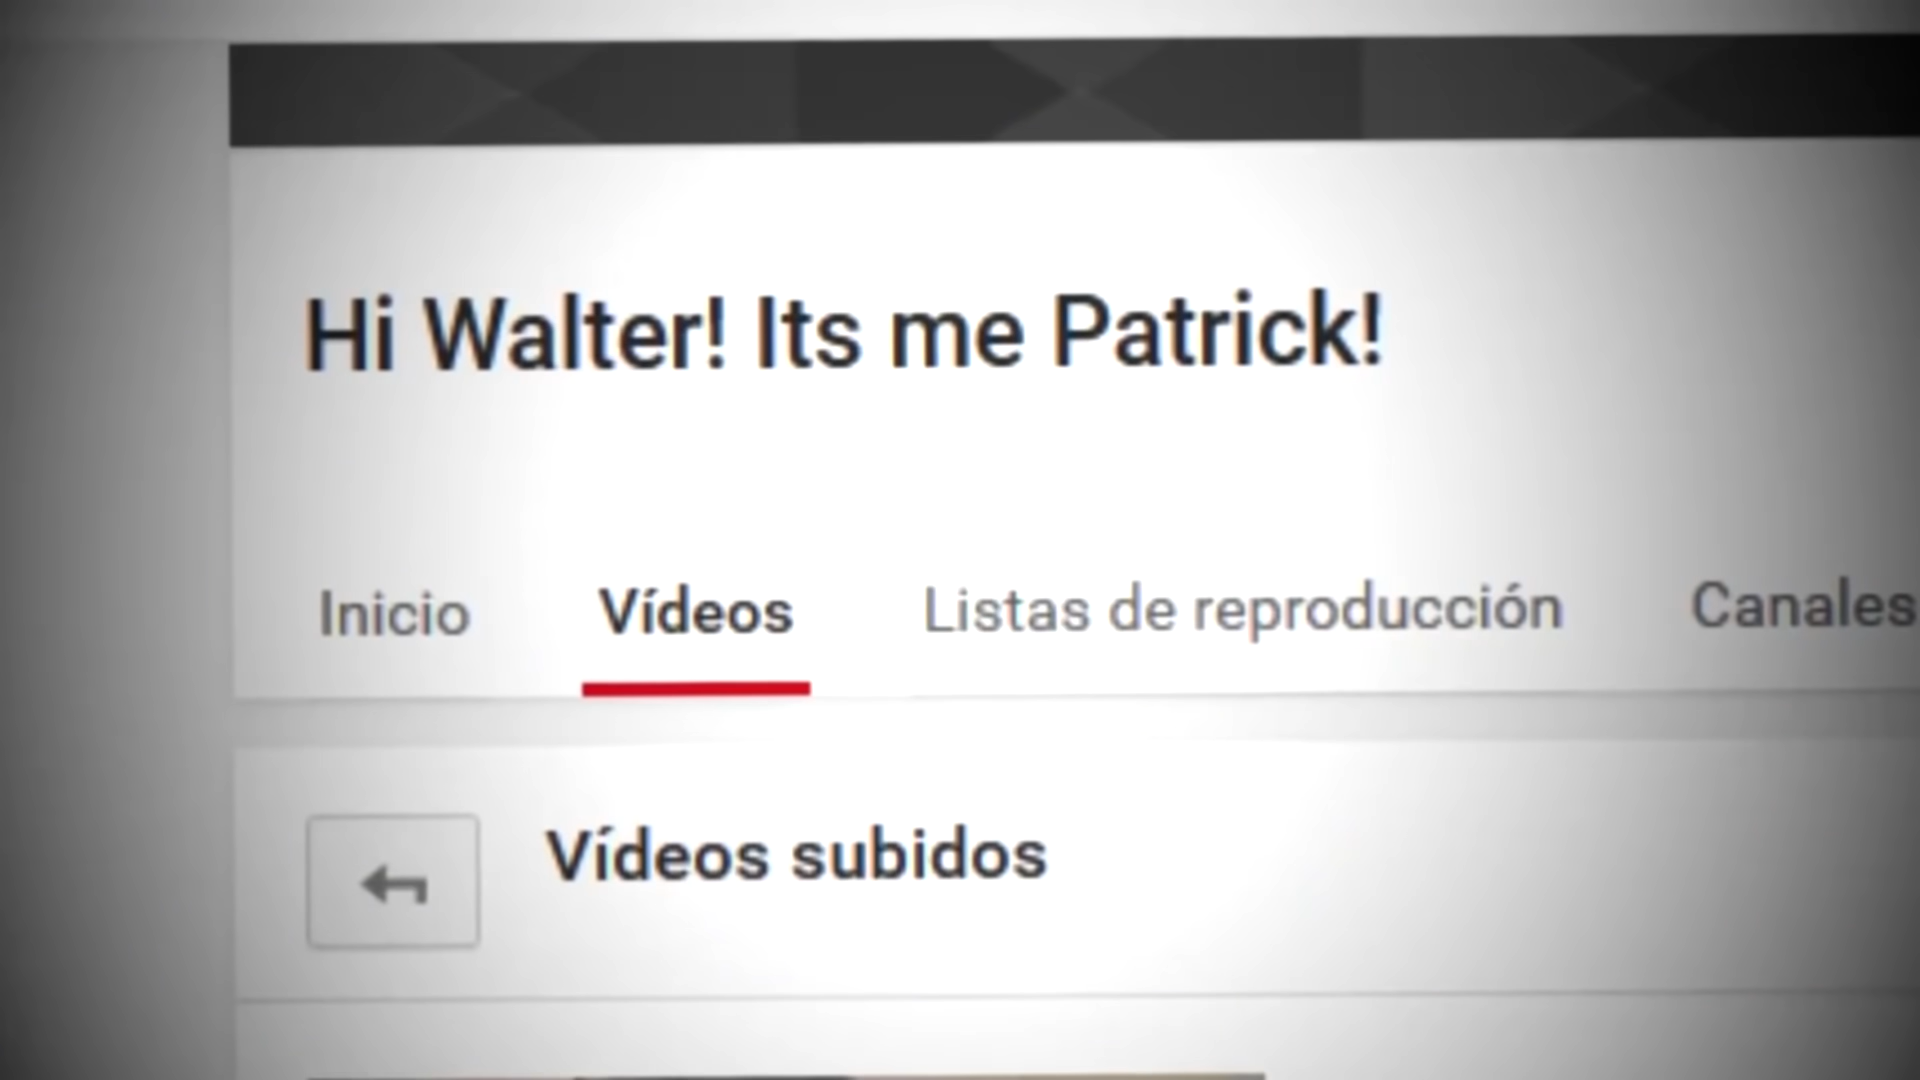 Hi Walter! Its me Patrick!
Inicio Vídeos Listas de reproducción Canales
Vídeos subidos